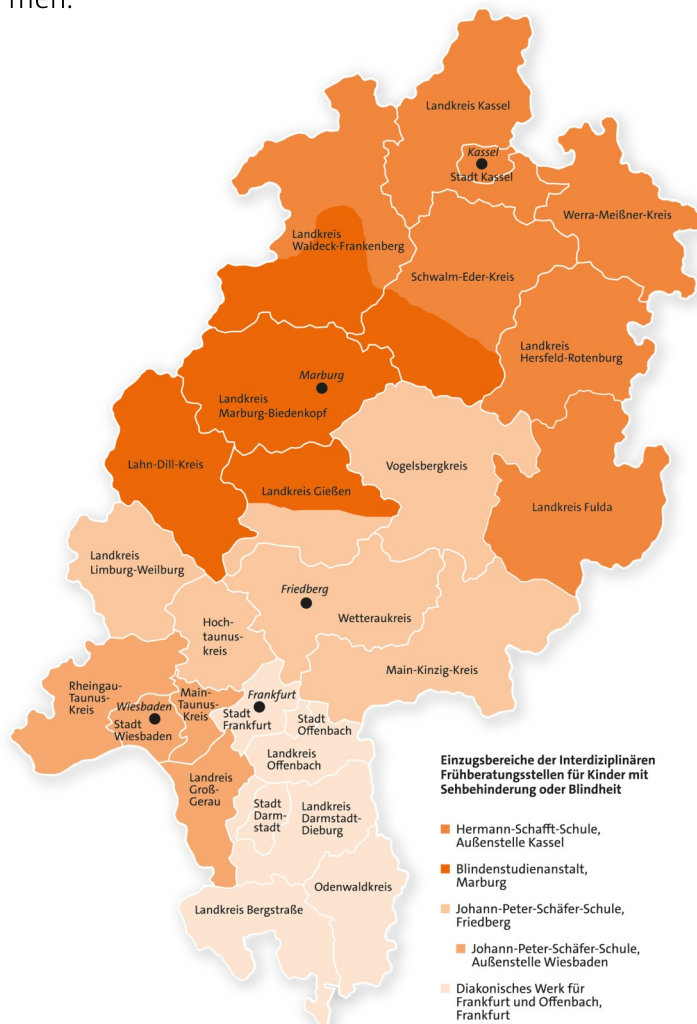 men.
Landkreis Kassel
Kassel
Stadt Kassel
Werra-Meißner-Kreis
Landkreis
Waldeck-Frankenberg
Schwalm-Eder-Kreis
Landkreis
Hersfeld-Rotenburg
Marburg
Landkreis
Marburg-Biedenkopf
Lahn-Dill-Kreis
Vogelsbergkreis
Landkreis Gießen
Landkreis Fulda
Landkreis
Limburg-Weilburg
Friedberg
Wetteraukreis
Hoch-
taunus-
kreis
Main-Kinzig-Kreis
Rheingau-
Taunus-
Kreis
Wiesbaden
Stadt
Wiesbaden
Main-
Taunus-
Kreis
Frankfurt
Stadt
Frankfurt
Stadt
Offenbach
Landkreis
Offenbach
Landreis
Groß-
Gerau
Stadt
Darm-
stadt
Landkreis
Darmstadt-
Dieburg
Odenwaldkreis
Landkreis Bergstraße
Einzugsbereiche der Interdiziplinären
Frühberatungsstellen für Kinder mit
Sehbehinderung oder Blindheit
Hermann-Schafft-Schule,
Außenstelle Kassel
Blindenstudienanstalt,
Marburg
Johann-Peter-Schäfer-Schule,
Friedberg
Johann-Peter-Schäfer-Schule,
Außenstelle Wiesbaden
Diakonisches Werk für
Frankfurt und Offenbach,
Frankfurt